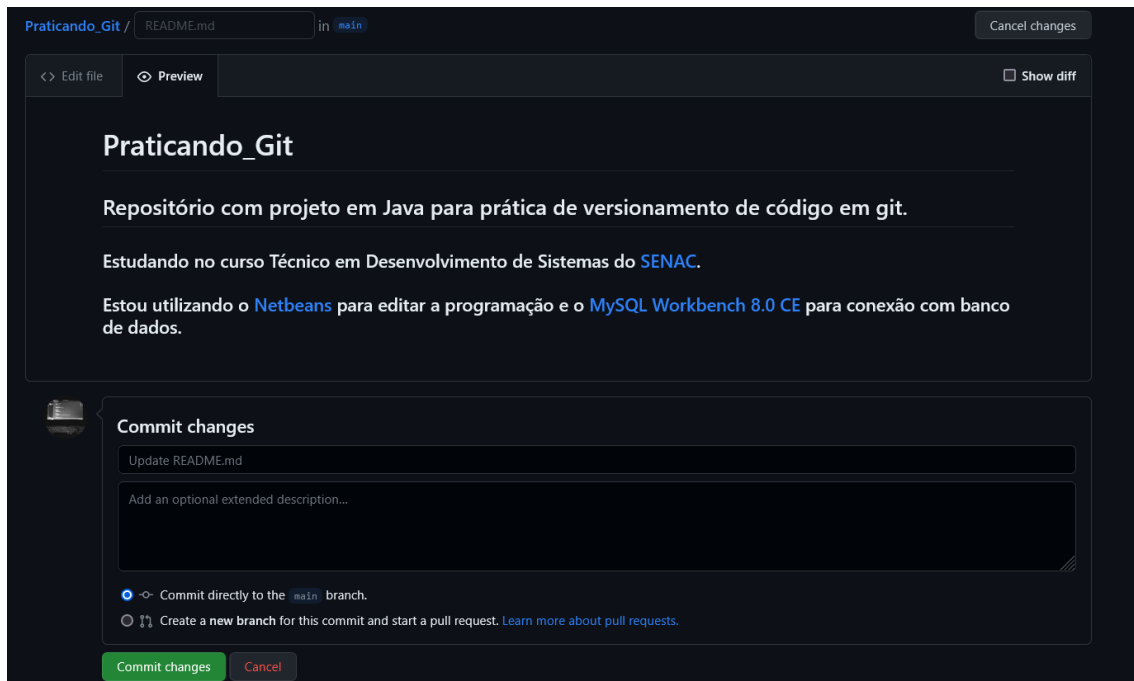 Praticando_Git / README.md in main
Cancel changes
<> Edit file
Preview
Show diff
Praticando_Git
Repositório com projeto em Java para prática de versionamento de código em git.
Estudando no curso Técnico em Desenvolvimento de Sistemas do SENAC.
Estou utilizando o Netbeans para editar a programação e o MySQL Workbench 8.0 CE para conexão com banco
de dados.
Commit changes
Update README.md
Add an optional extended description...
Commit directly to the main branch.
Create a new branch for this commit and start a pull request. Learn more about pull requests.
Commit changes
Cancel